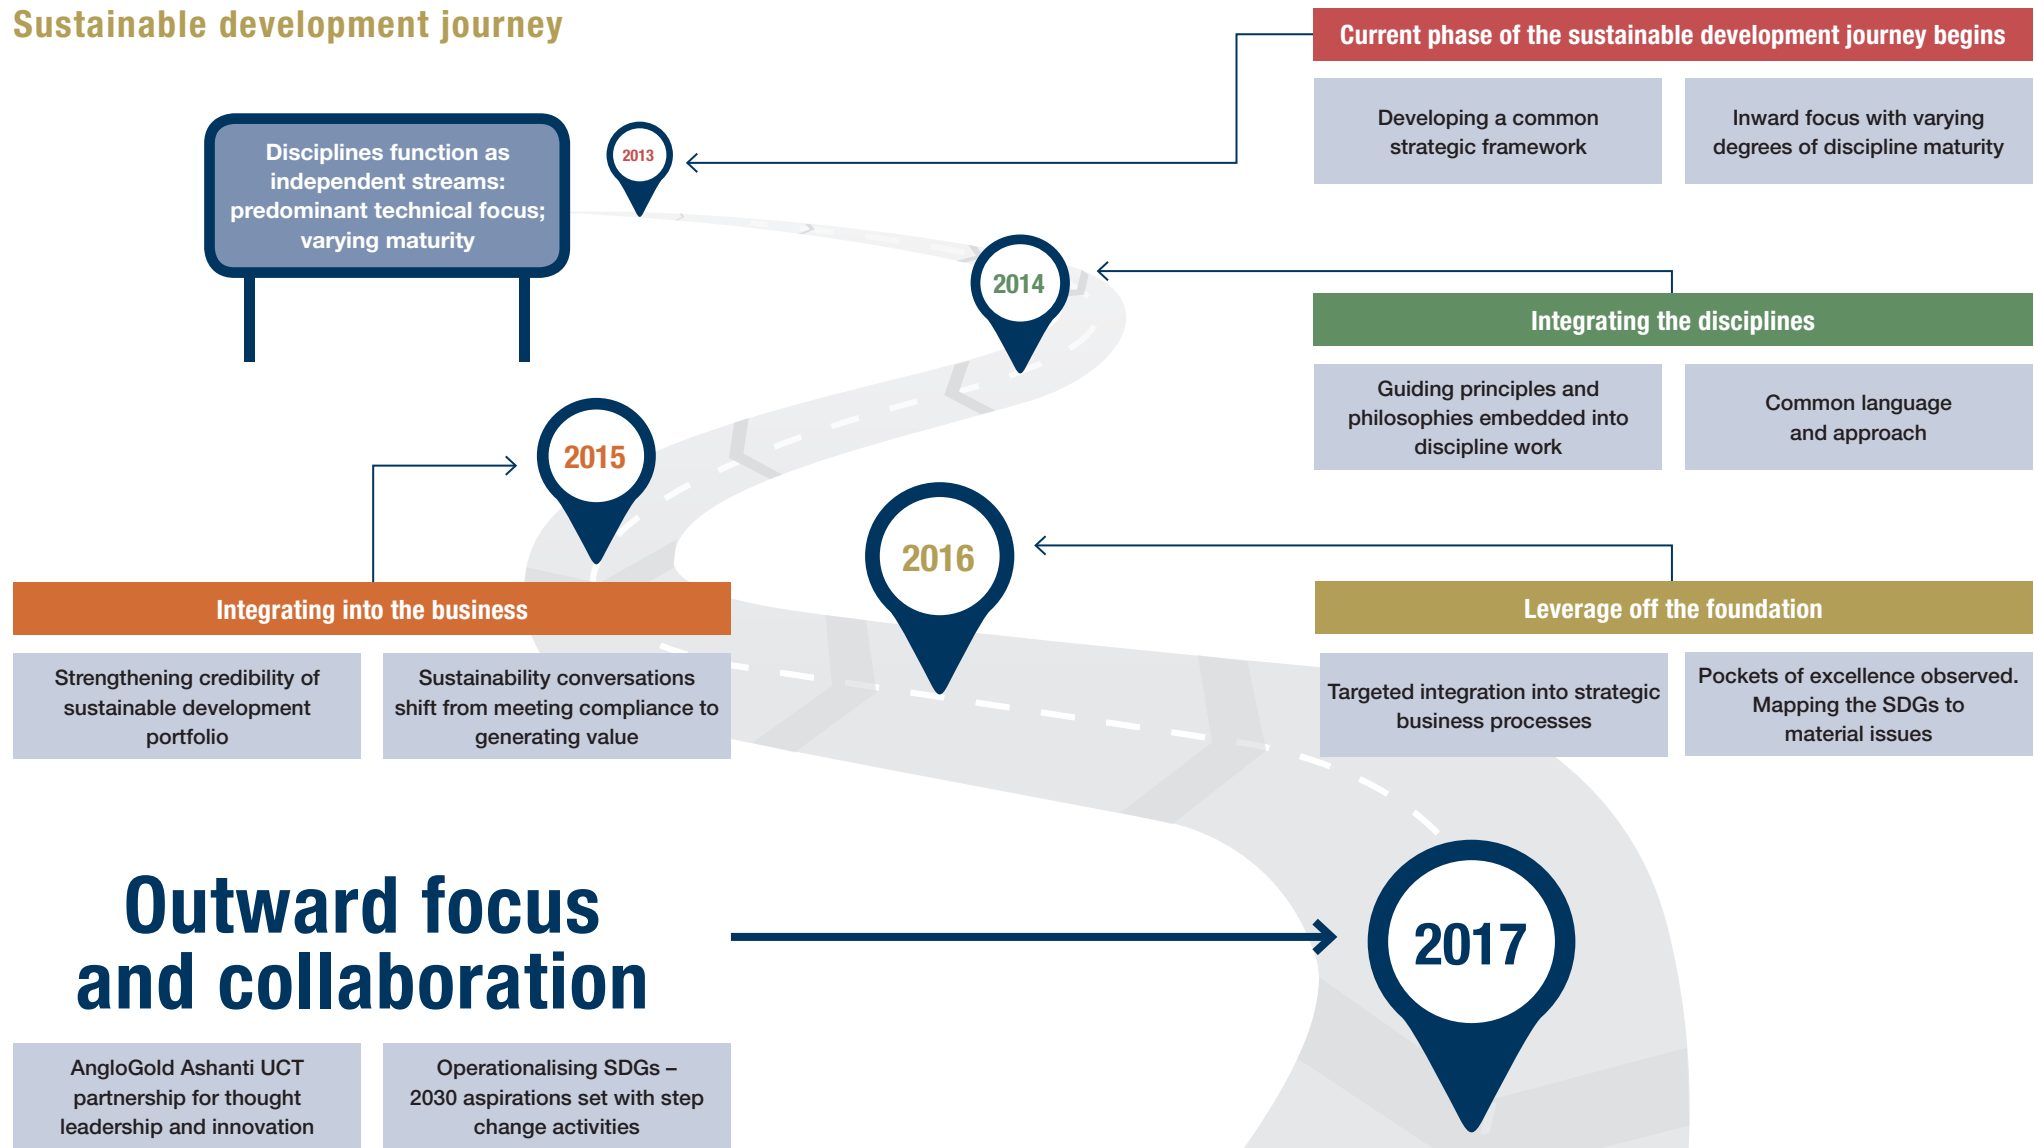 Sustainable development journey
Disciplines function as
independent streams:
predominant technical focus;
varying maturity
2013
Current phase of the sustainable development journey begins
Developing a common
strategic framework
Inward focus with varying
degrees of discipline maturity
2014
Integrating the disciplines
Guiding principles and
philosophies embedded into
discipline work
Common language
and approach
2015
Integrating into the business
Strengthening credibility of
sustainable development
portfolio
Sustainability conversations
shift from meeting compliance to
generating value
2016
Leverage off the foundation
Targeted integration into strategic
business processes
Pockets of excellence observed.
Mapping the SDGs to
material issues
Outward focus
and collaboration
2017
AngloGold Ashanti UCT
partnership for thought
leadership and innovation
Operationalising SDGs –
2030 aspirations set with step
change activities